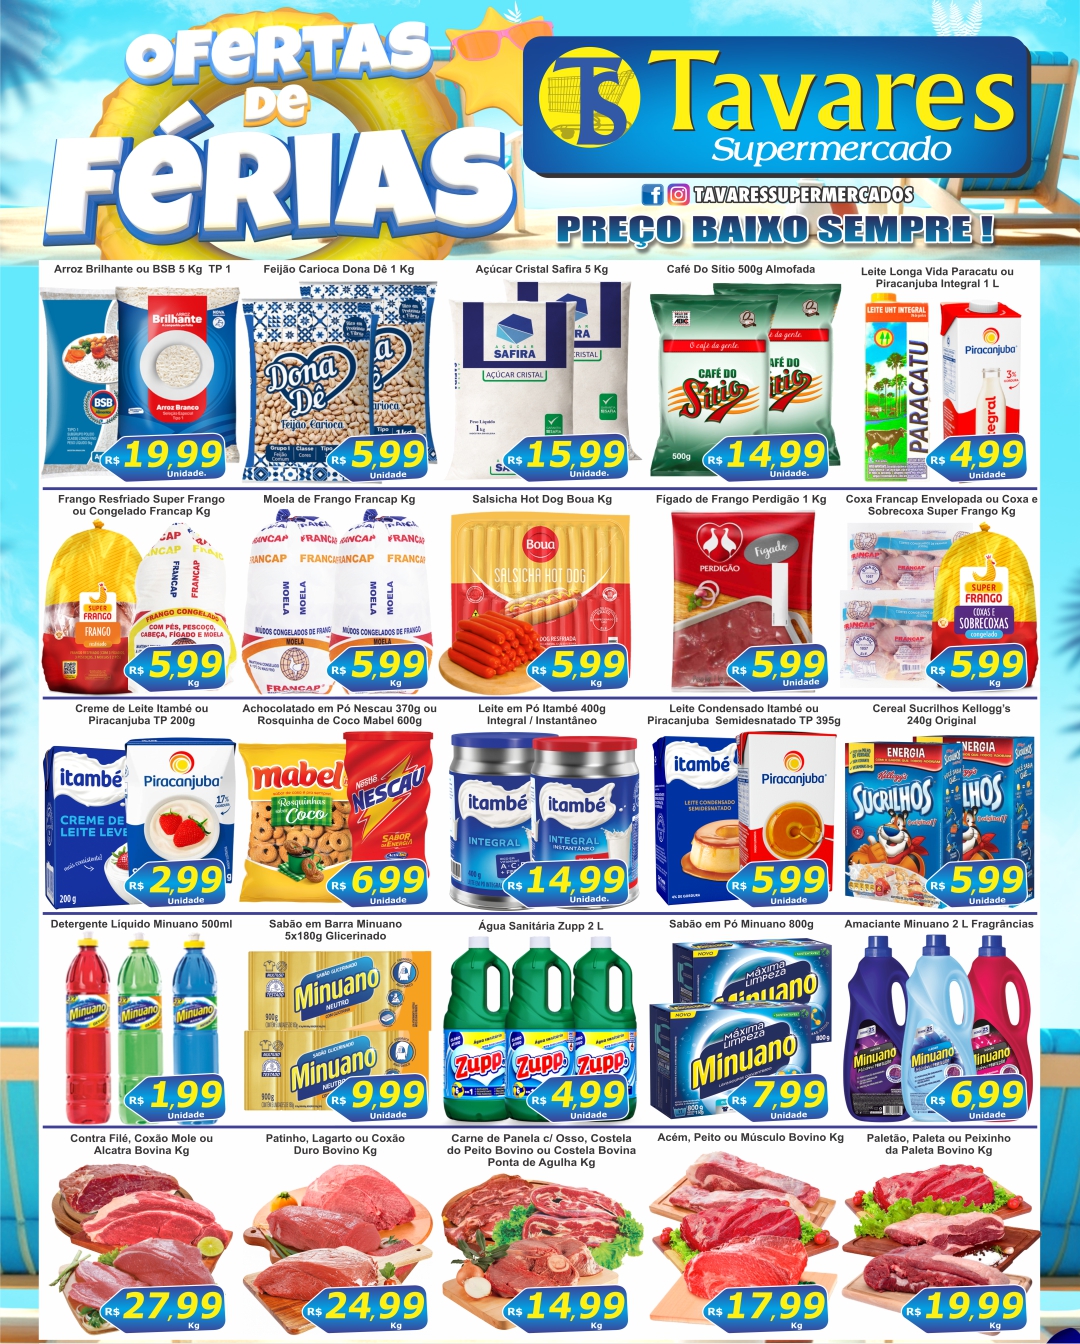 OFERTAS
DE
FÉRIAS
TS Tavares
Supermercado
TAVARESSUPERMERCADOS
PREÇO BAIXO SEMPRE !
Arroz Brilhante ou BSB 5 Kg TP 1
R$ 19,99
Unidade.
Feijão Carioca Dona Dê 1 Kg
R$ 5,99
Unidade
Açúcar Cristal Safira 5 Kg
R$ 15,99
Unidade.
Café Do Sítio 500g Almofada
R$ 14,99
Unidade.
Leite Longa Vida Paracatu ou
Piracanjuba Integral 1 L
R$ 4,99
Unidade
Frango Resfriado Super Frango
ou Congelado Francap Kg
R$ 5,99
Kg
Moela de Frango Francap Kg
R$ 5,99
Kg
Salsicha Hot Dog Boua Kg
R$ 5,99
Kg
Figado de Frango Perdigão 1 Kg
R$ 5,99
Unidade
Coxa Francap Envelopada ou Coxa e
Sobrecoxa Super Frango Kg
R$ 5,99
Kg
Creme de Leite Itambé ou
Piracanjuba TP 200g
R$ 2,99
Unidade
Achocolatado em Pó Nescau 370g ou
Rosquinha de Coco Mabel 600g
R$ 6,99
Unidade
Leite em Pó Itambé 400g
Integral / Instantâneo
R$ 14,99
Unidade
Leite Condensado Itambé ou
Piracanjuba Semidesnatado TP 395g
R$ 5,99
Unidade
Cereal Sucrilhos Kellogg's
240g Original
R$ 5,99
Unidade
Detergente Líquido Minuano 500ml
R$ 1,99
Unidade
Sabão em Barra Minuano
5x180g Glicerinado
R$ 9,99
Unidade
Água Sanitária Zupp 2 L
R$ 4,99
Unidade
Sabão em Pó Minuano 800g
R$ 7,99
Unidade
Amaciante Minuano 2 L Fragrâncias
R$ 6,99
Unidade
Contra Filé, Coxão Mole ou
Alcatra Bovina Kg
R$ 27,99
Kg
Patinho, Lagarto ou Coxão
Duro Bovino Kg
R$ 24,99
Kg
Carne de Panela c/ Osso, Costela
do Peito Bovino ou Costela Bovina
Ponta de Agulha Kg
R$ 14,99
Kg
Acém, Peito ou Músculo Bovino Kg
R$ 17,99
Kg
Paletão, Paleta ou Peixinho
da Paleta Bovino Kg
R$ 19,99
Kg